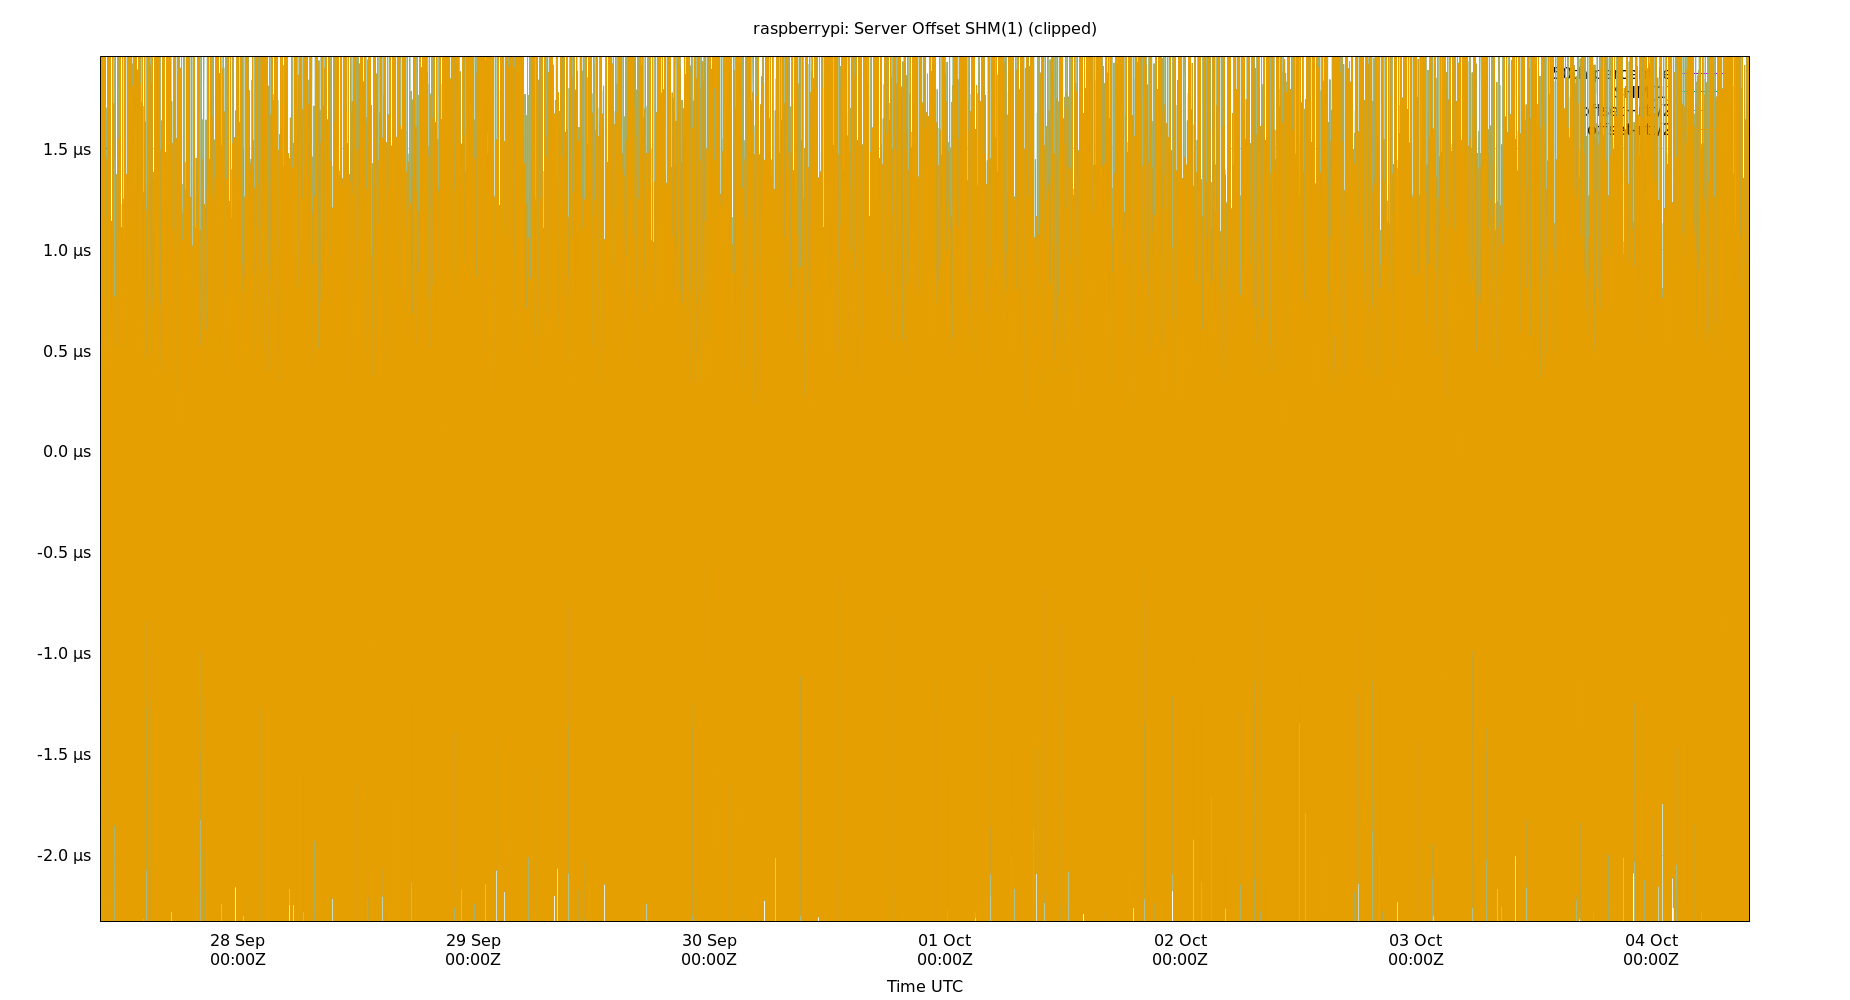 raspberrypi: Server Offset SHM(1) (clipped)
1.5 µs
1.0 µs
0.5 µs
0.0 µs
-0.5 µs
-1.0 µs
-1.5 µs
-2.0 µs
28 Sep 29 Sep 30 Sep 01 Oct 02 Oct 03 Oct 04 Oct
00:00Z 00:00Z 00:00Z 00:00Z 00:00Z 00:00Z 00:00Z
Time UTC